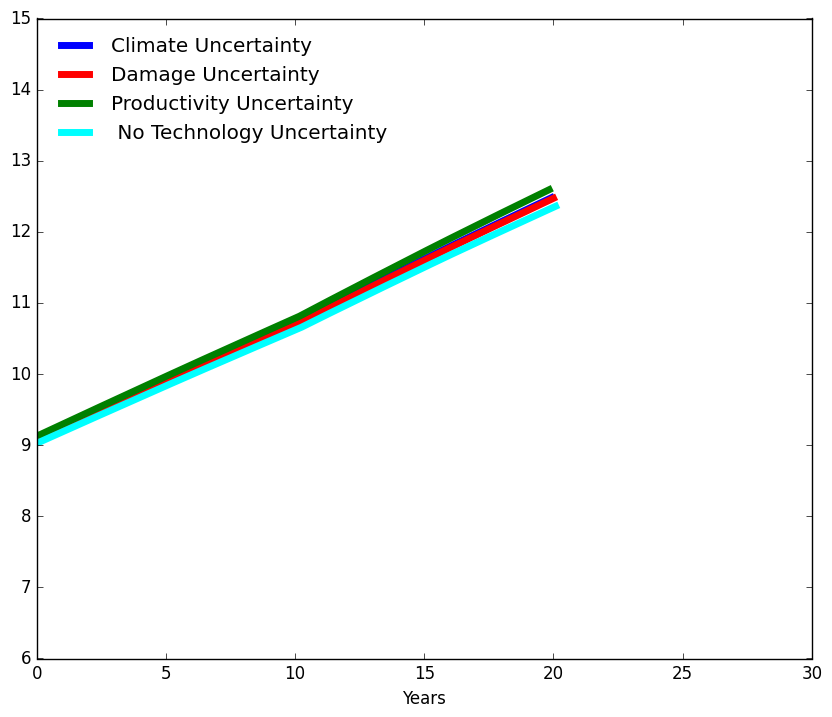 15
14
13
12
11
10
9
8
7
6
Climate Uncertainty
Damage Uncertainty
Productivity Uncertainty
No Technology Uncertainty
0 5 10 15 20 25 30
Years